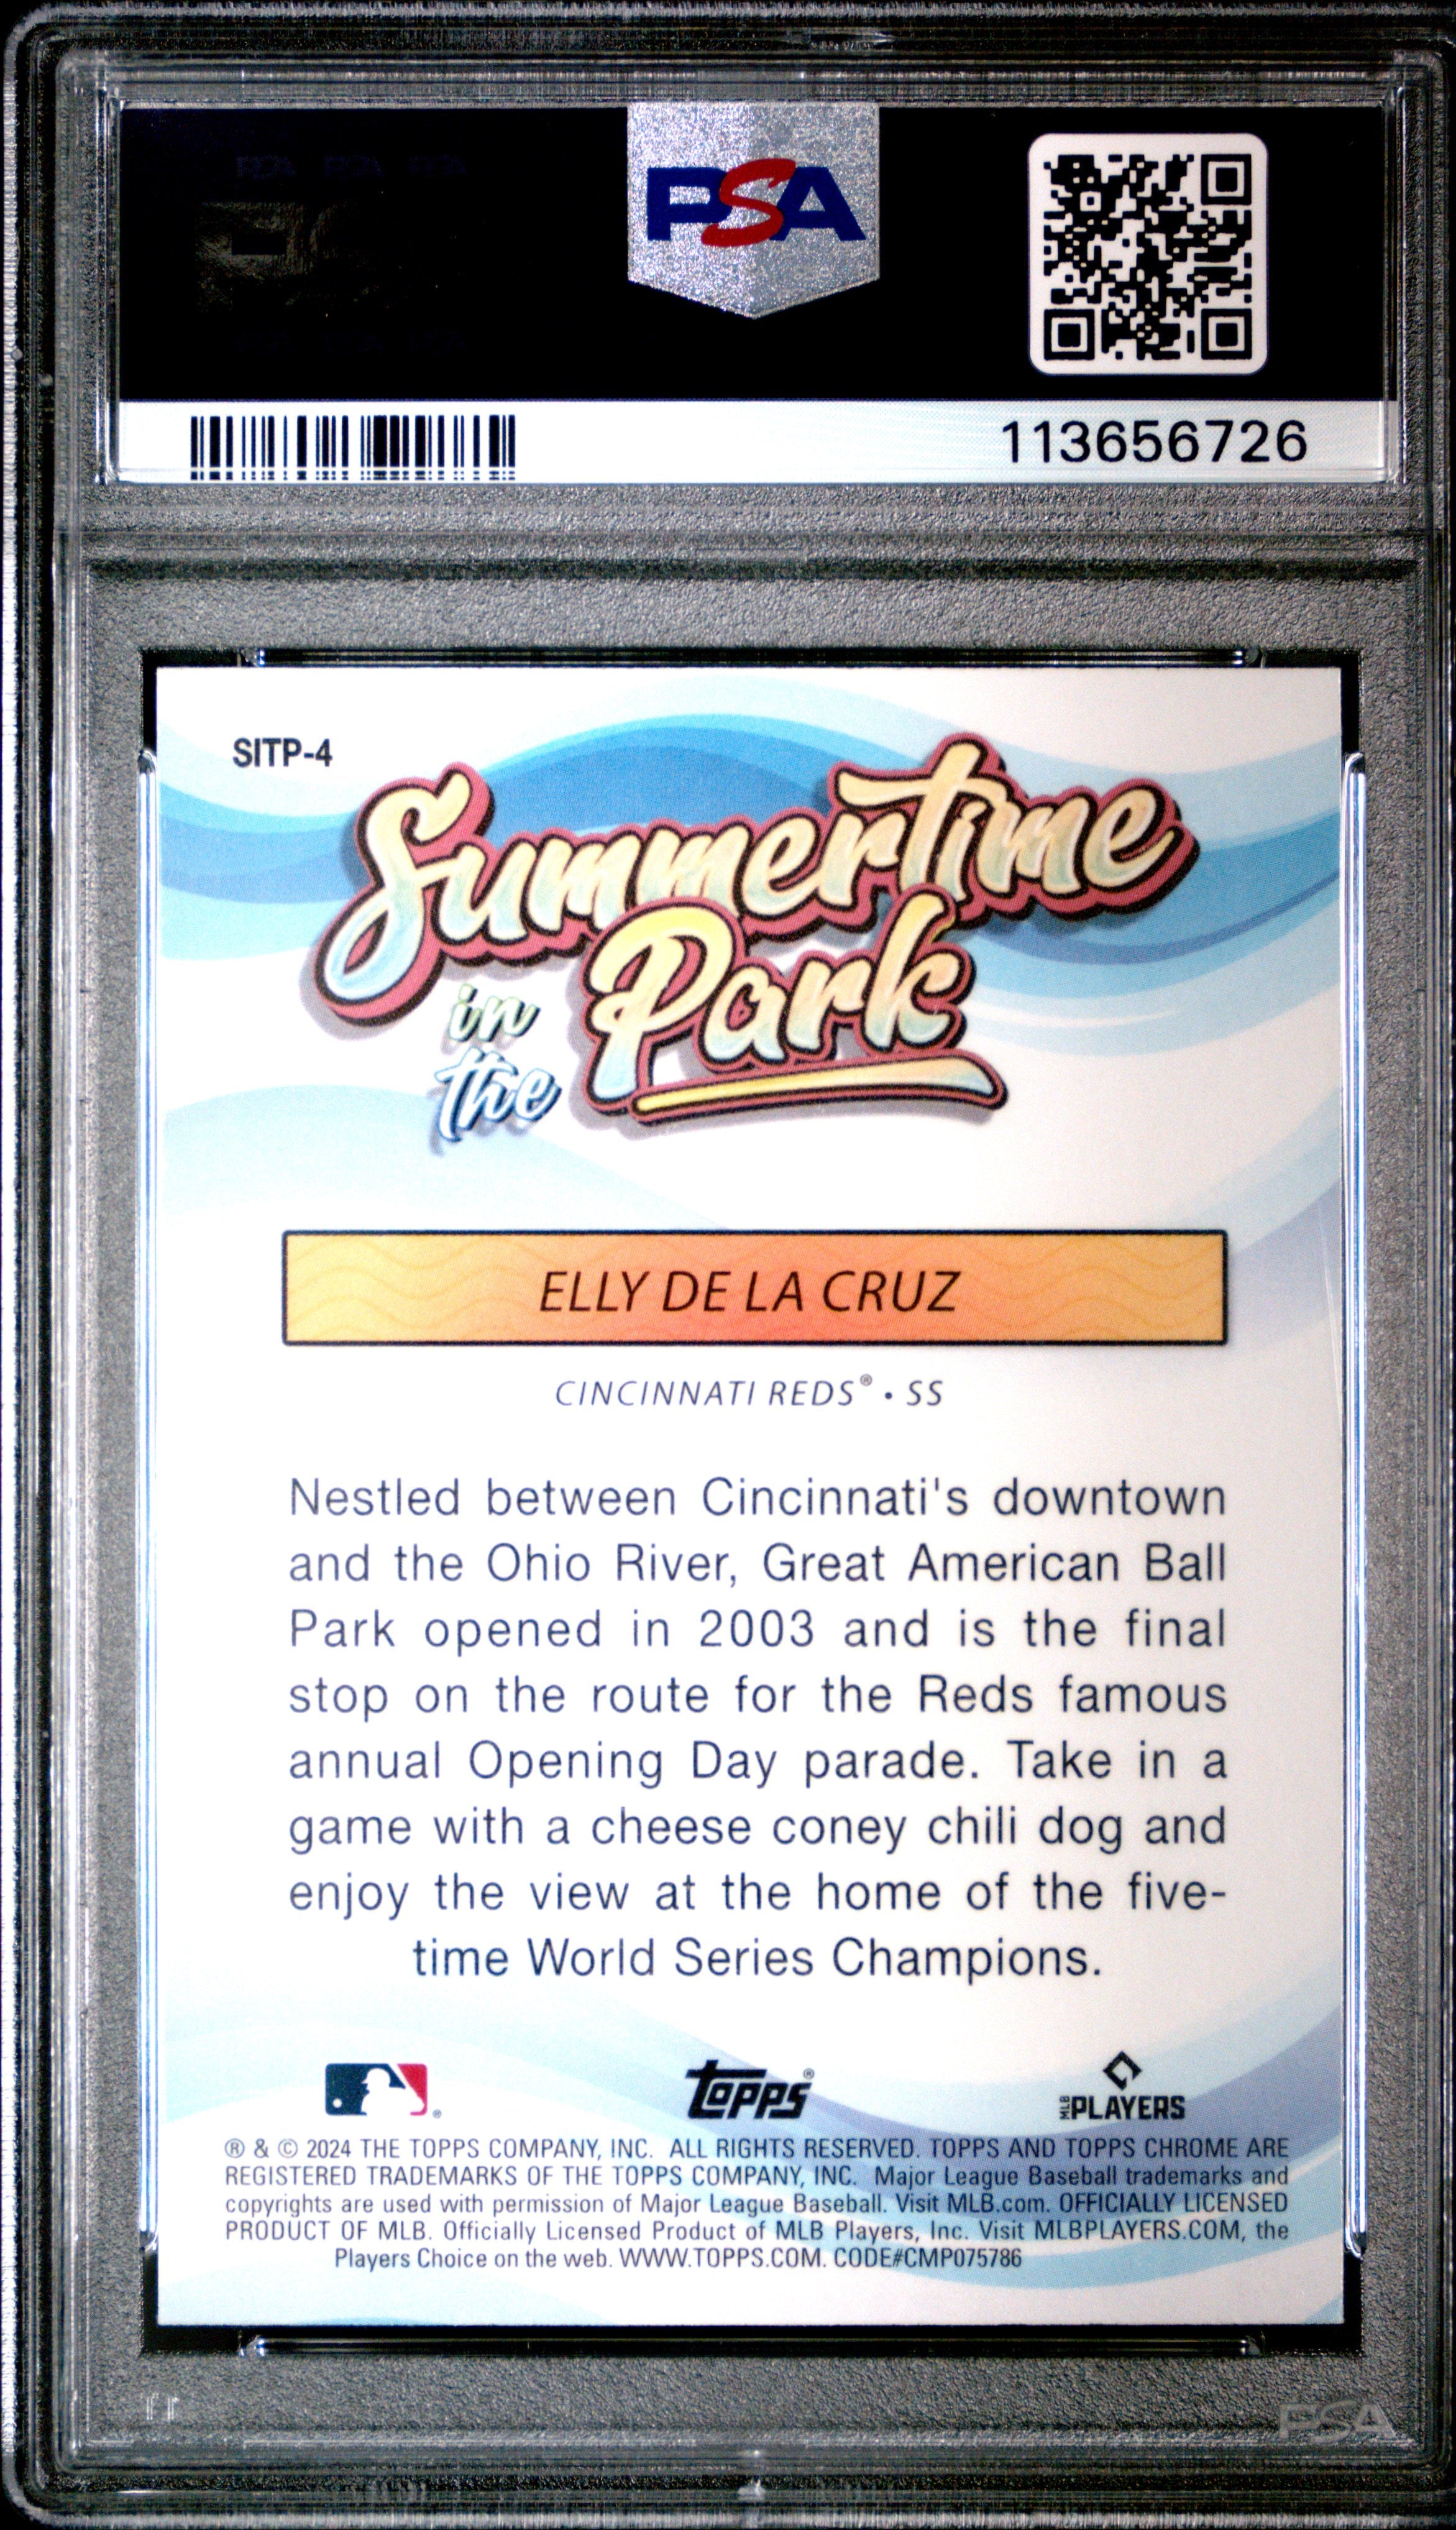 PSA
113656726
SITP-4
Summertime
in the Park
ELLY DE LA CRUZ
CINCINNATI REDS® • SS
Nestled between Cincinnati's downtown
and the Ohio River, Great American Ball
Park opened in 2003 and is the final
stop on the route for the Reds famous
annual Opening Day parade. Take in a
game with a cheese coney chili dog and
enjoy the view at the home of the five-
time World Series Champions.
topps®
MLB PLAYERS
® & © 2024 THE TOPPS COMPANY, INC. ALL RIGHTS RESERVED. TOPPS AND TOPPS CHROME ARE
REGISTERED TRADEMARKS OF THE TOPPS COMPANY, INC. Major League Baseball trademarks and
copyrights are used with permission of Major League Baseball. Visit MLB.com. OFFICIALLY LICENSED
PRODUCT OF MLB. Officially Licensed Product of MLB Players, Inc. Visit MLBPLAYERS.COM, the
Players Choice on the web. WWW.TOPPS.COM. CODE#CMP075786
PSA